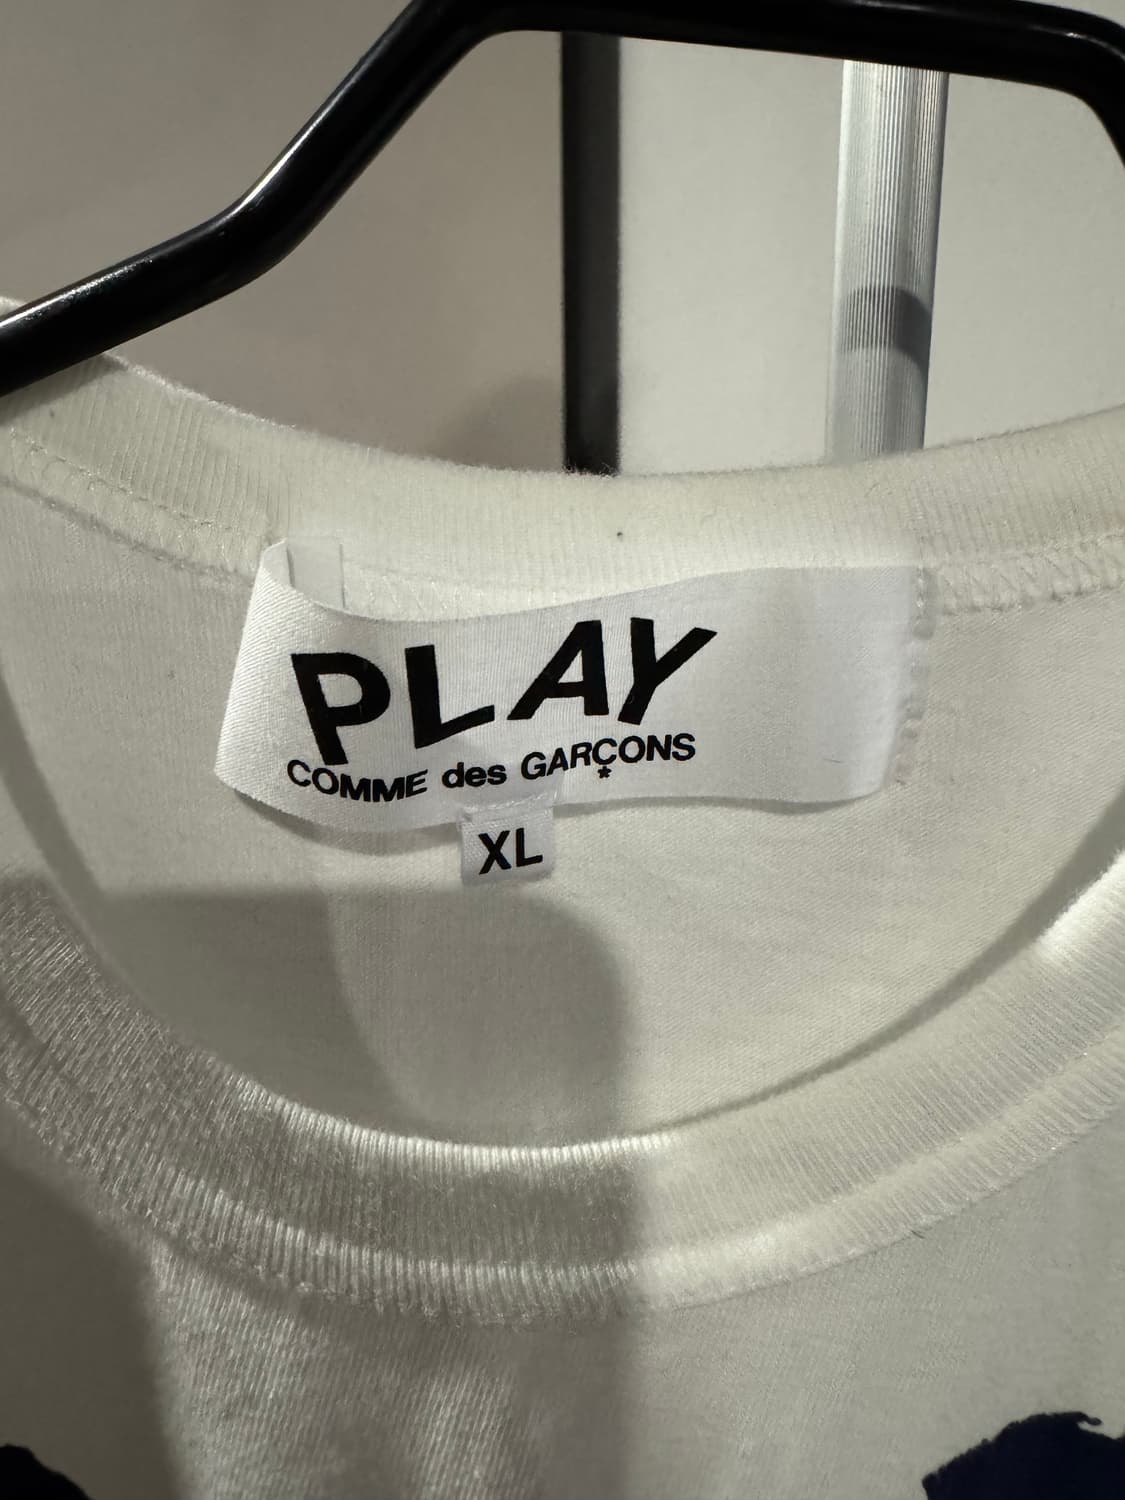 PLAY
COMME des GARÇONS
*
XL